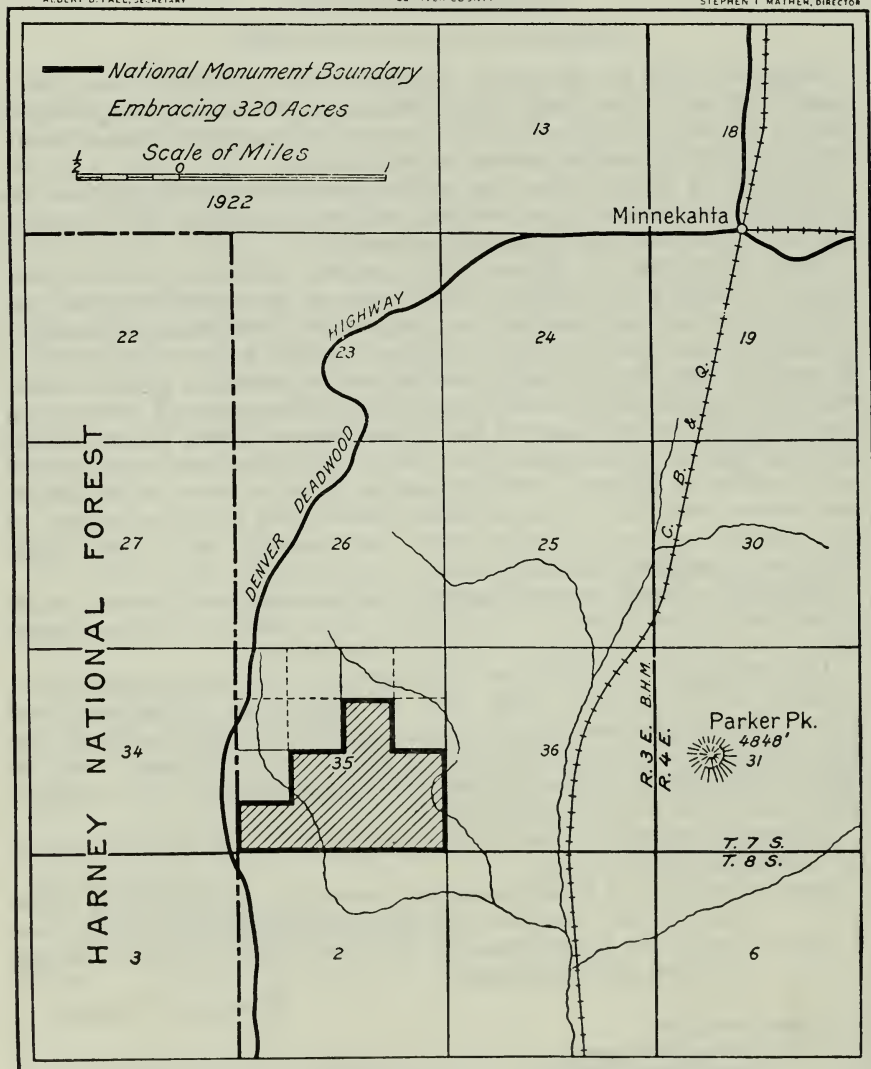 STEPHEN T. MATHER, DIRECTOR
National Monument Boundary
Embracing 320 Acres
Scale of Miles
1/2 0 1
1922
13
18
Minnekahta
22
HIGHWAY
23
24
19
DEADWOOD
DENVER
C. B. & Q.
HARNEY NATIONAL FOREST
27
26
25
30
34
35
36
R. 3 E. B.H.M.
R. 4 E.
Parker Pk.
4848'
31
T. 7 S.
T. 8 S.
3
2
6